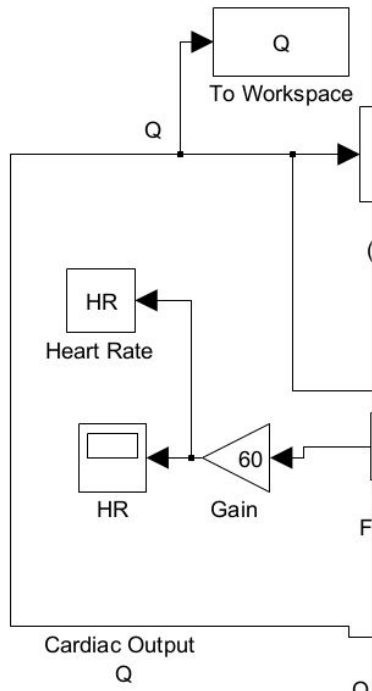 Q
To Workspace
Q
(
HR
Heart Rate
60
HR
Gain
F
Cardiac Output
Q